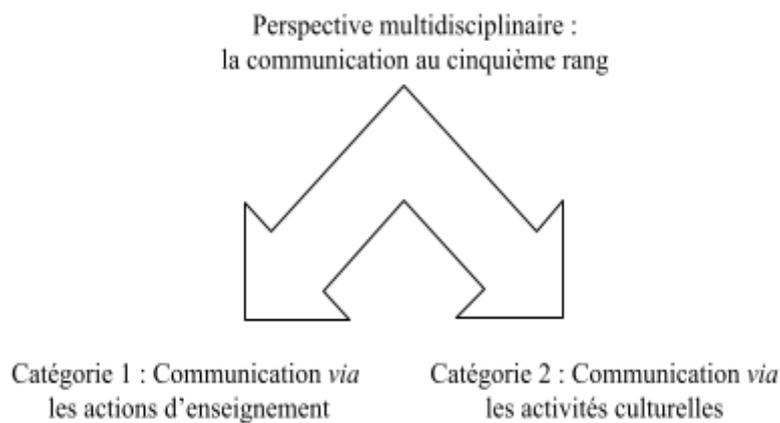 Perspective multidisciplinaire :
la communication au cinquième rang
Catégorie 1 : Communication via
les actions d'enseignement
Catégorie 2 : Communication via
les activités culturelles